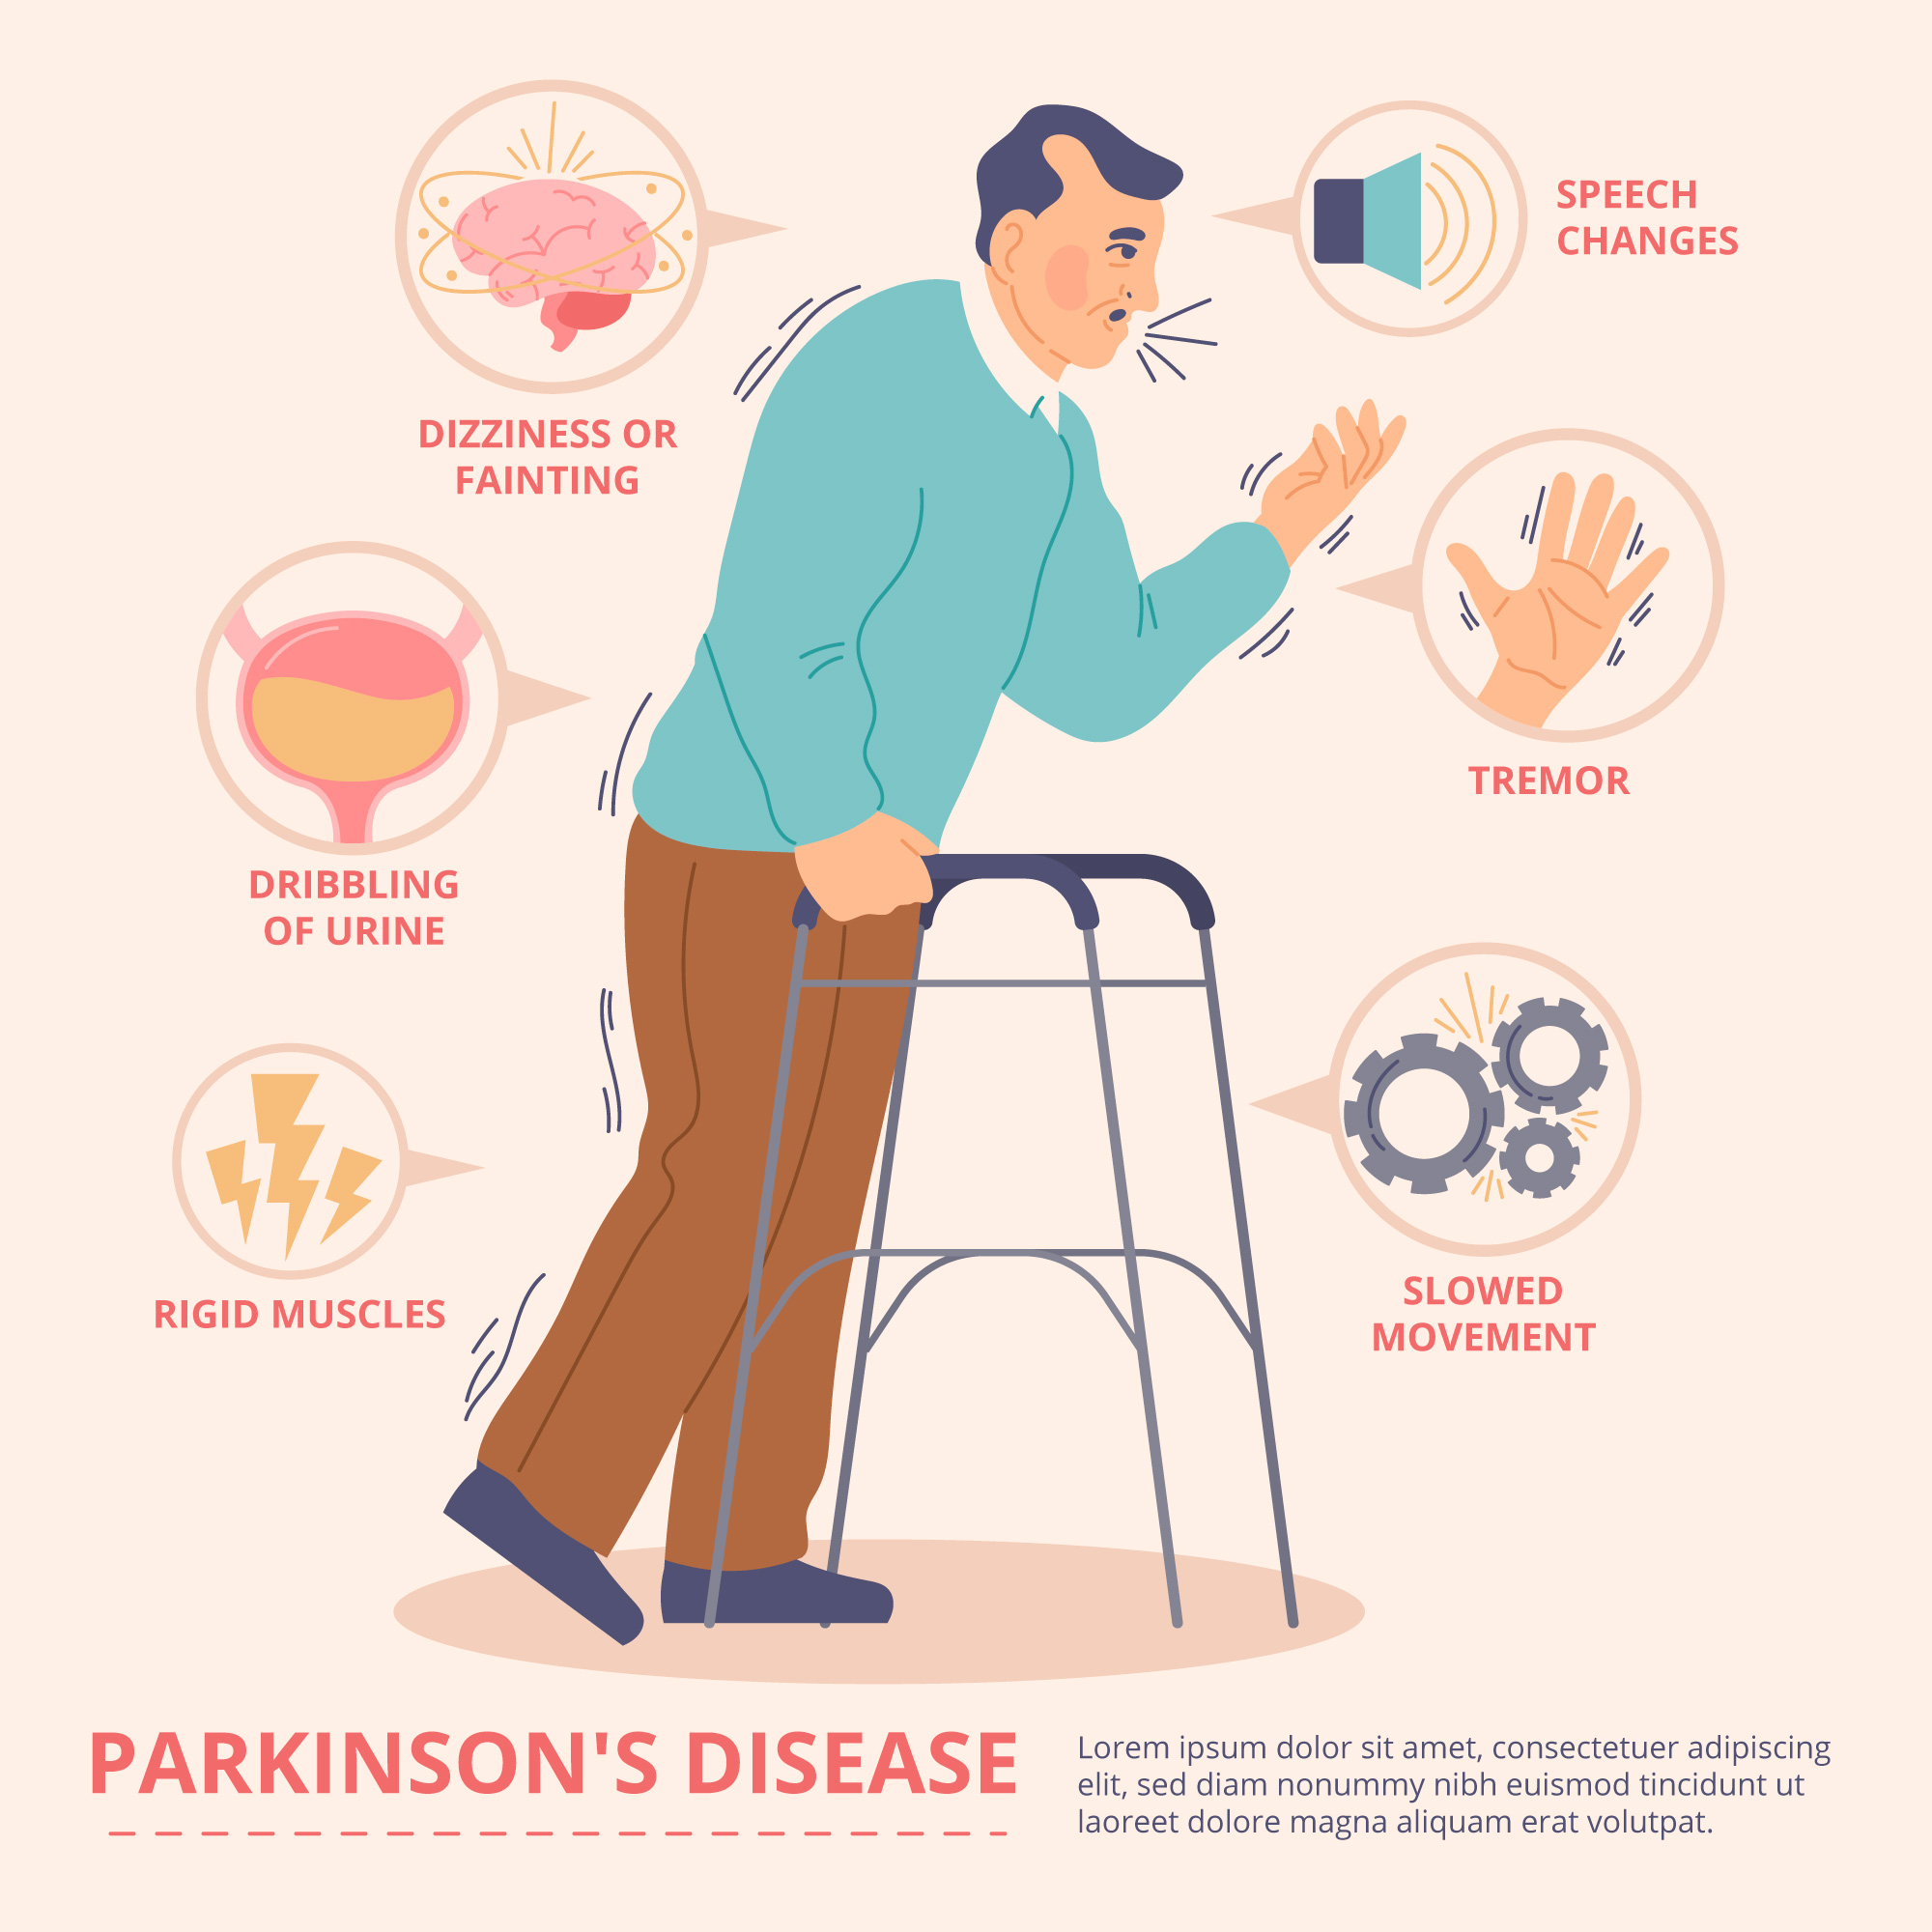 DIZZINESS OR
FAINTING
SPEECH
CHANGES
DRIBBLING
OF URINE
TREMOR
RIGID MUSCLES
SLOWED
MOVEMENT
PARKINSON'S DISEASE
Lorem ipsum dolor sit amet, consectetuer adipiscing
elit, sed diam nonummy nibh euismod tincidunt ut
laoreet dolore magna aliquam erat volutpat.